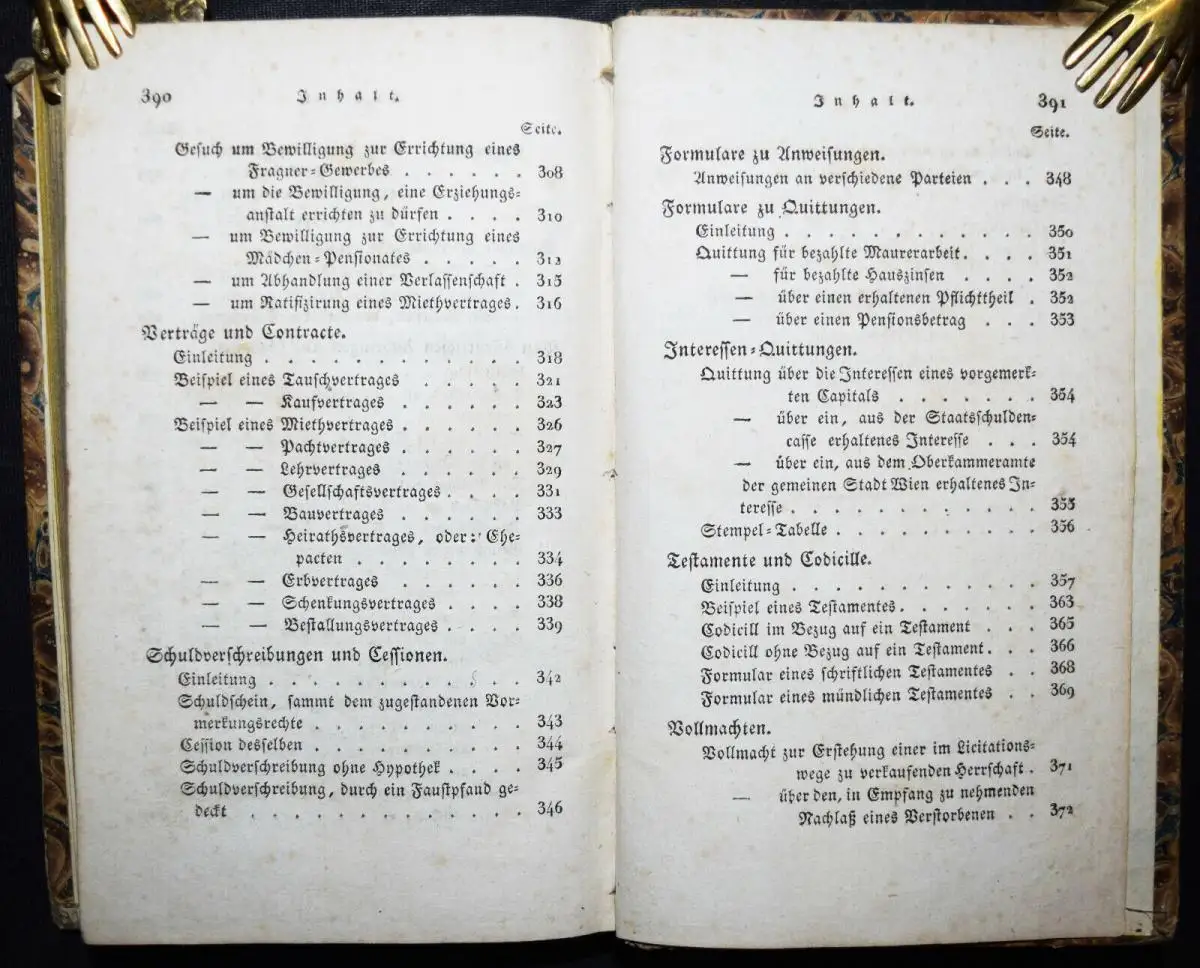 390 Inhalt.
Seite.
Gesuch um Bewilligung zur Errichtung eines
Fragner-Gewerbes . . . . . . 308
— um die Bewilligung, eine Erziehungs-
anstalt errichten zu dürfen . . . . 310
— um Bewilligung zur Errichtung eines
Mädchen-Pensionates . . . . . 312
— um Abhandlung einer Verlassenschaft . 315
— um Ratifizirung eines Miethvertrages. 316
Verträge und Contracte.
Einleitung . . . . . . . . . . . . 318
Beispiel eines Tauschvertrages . . . . . 321
— — Kaufvertrages . . . . . . 323
Beispiel eines Miethvertrages . . . . . . 326
— — Pachtvertrages . . . . . . 327
— — Lehrvertrages . . . . . . 329
— — Gesellschaftsvertrages . . . . 331
— — Bauvertrages . . . . . . 333
— — Heirathsvertrages, oder: Ehe-
pacten . . . . . . . . 334
— — Erbvertrages . . . . . . 336
— — Schenkungsvertrages . . . . 338
— — Bestallungsvertrages . . . . 339
Schuldverschreibungen und Cessionen.
Einleitung . . . . . . . . . . . . 342
Schuldschein, sammt dem zugestandenen Vor-
merkungsrechte . . . . . . . . . . 343
Cession desselben . . . . . . . . . . 344
Schuldverschreibung ohne Hypothek . . . . 345
Schuldverschreibung, durch ein Faustpfand ge-
deckt . . . . . . . . . . . . . 346
Inhalt. 391
Seite.
Formulare zu Anweisungen.
Anweisungen an verschiedene Parteien . . . 348
Formulare zu Quittungen.
Einleitung . . . . . . . . . . . . 350
Quittung für bezahlte Maurerarbeit. . . . 351
— für bezahlte Hauszinsen . . . . 352
— über einen erhaltenen Pflichttheil . 352
— über einen Pensionsbetrag . . . 353
Interessen-Quittungen.
Quittung über die Interessen eines vorgemerk-
ten Capitals . . . . . . . 354
— über ein, aus der Staatsschulden-
casse erhaltenes Interesse . . . 354
— über ein, aus dem Oberkammeramte
der gemeinen Stadt Wien erhaltenes In-
teresse . . . . . . . . . . . . 355
Stempel-Tabelle . . . . . . . . . . 356
Testamente und Codicille.
Einleitung . . . . . . . . . . . . 357
Beispiel eines Testamentes. . . . . . . 363
Codicill im Bezug auf ein Testament . . . 365
Codicill ohne Bezug auf ein Testament. . . 366
Formular eines schriftlichen Testamentes . . 368
Formular eines mündlichen Testamentes . . 369
Vollmachten.
Vollmacht zur Erstehung einer im Licitations-
wege zu verkaufenden Herrschaft . 371
— über den, in Empfang zu nehmenden
Nachlaß eines Verstorbenen . . 372